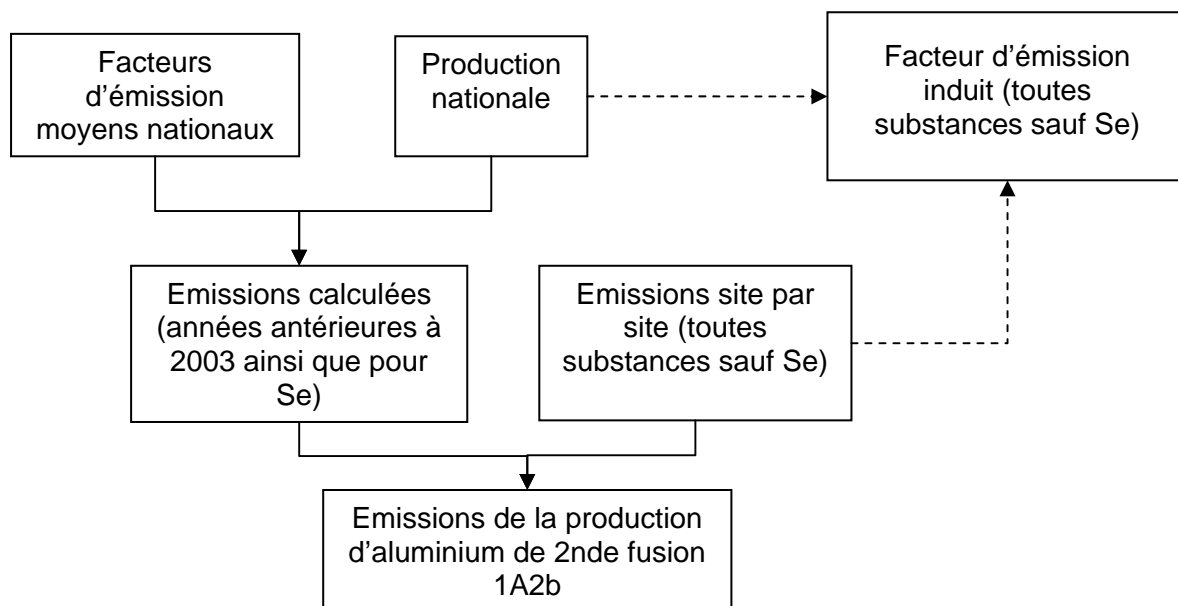 Facteurs
d'émission
moyens nationaux
Production
nationale
Facteur d'émission
induit (toutes
substances sauf Se)
Emissions calculées
(années antérieures à
2003 ainsi que pour
Se)
Emissions site par
site (toutes
substances sauf Se)
Emissions de la production
d'aluminium de 2nde fusion
1A2b